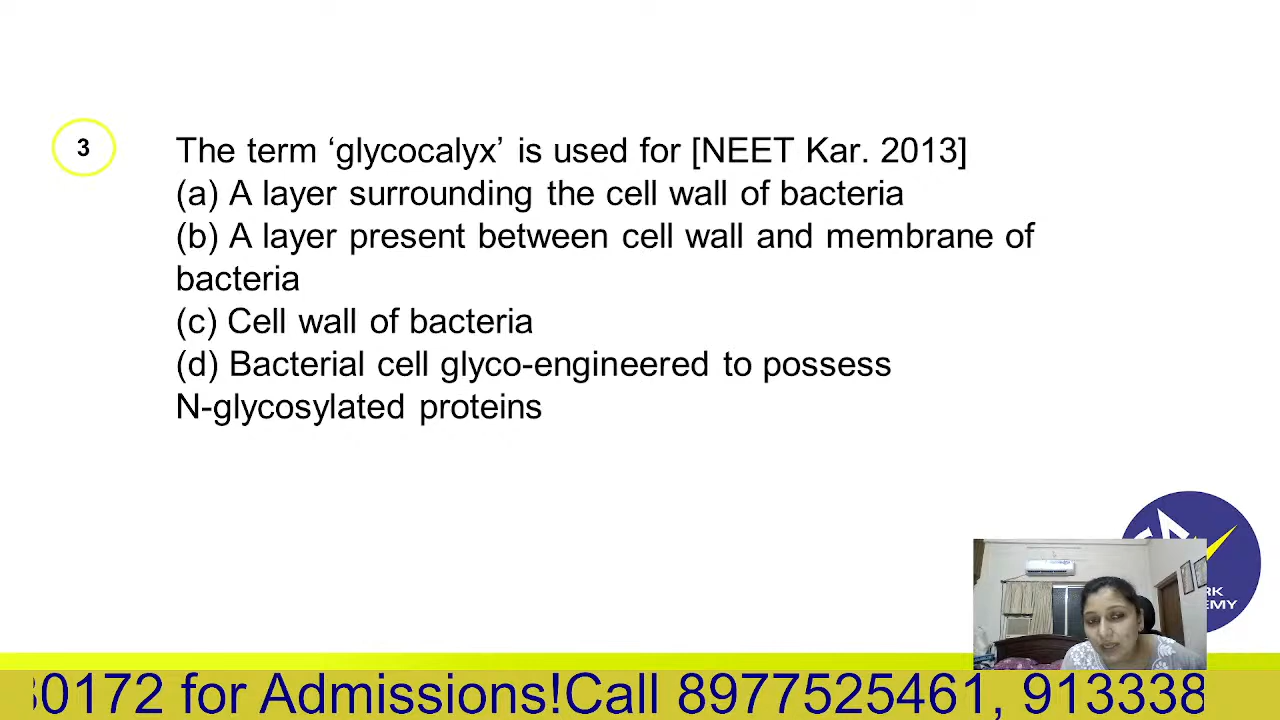 3
The term ‘glycocalyx’ is used for [NEET Kar. 2013]
(a) A layer surrounding the cell wall of bacteria
(b) A layer present between cell wall and membrane of
bacteria
(c) Cell wall of bacteria
(d) Bacterial cell glyco-engineered to possess
N-glycosylated proteins
30172 for Admissions!Call 8977525461, 913338